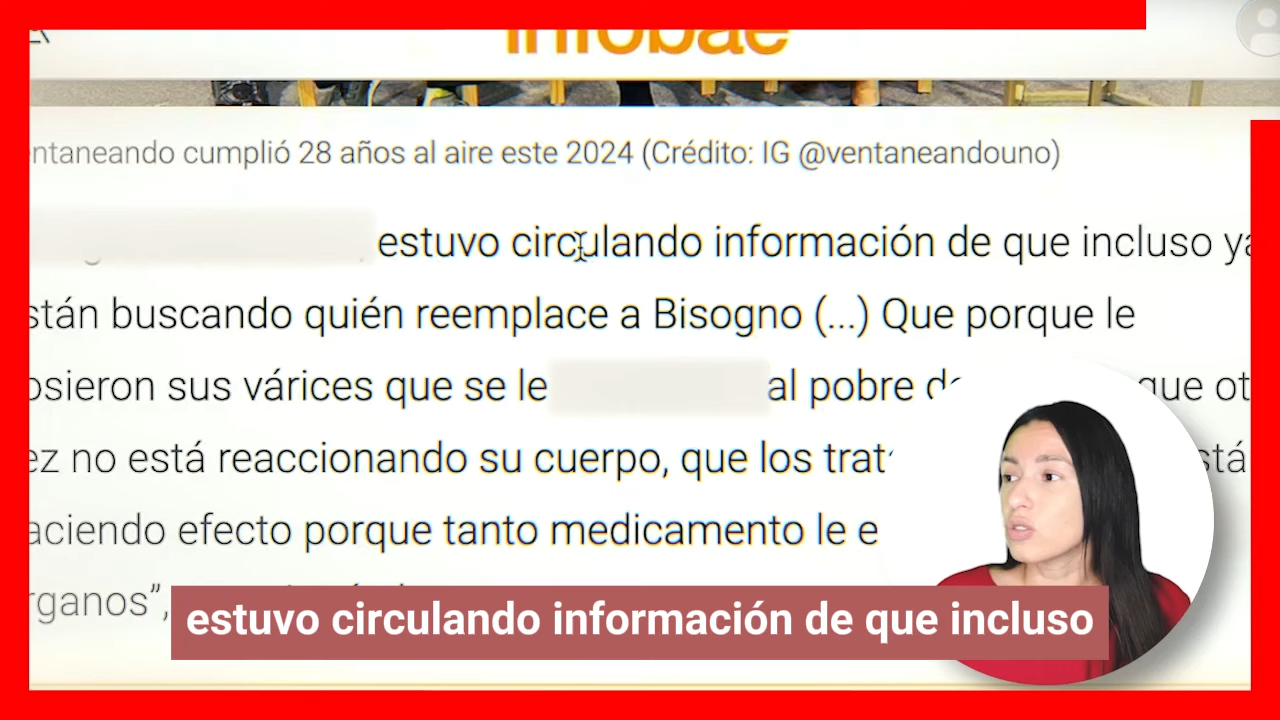 infobae
ntaneando cumplió 28 años al aire este 2024 (Crédito: IG @ventaneandouno)
estuvo circulando información de que incluso ya
stán buscando quién reemplace a Bisogno (...) Que porque le
osieron sus várices que se le al pobre que ot
ez no está reaccionando su cuerpo, que los trat stá
aciendo efecto porque tanto medicamento le e
rganos”,
estuvo circulando información de que incluso